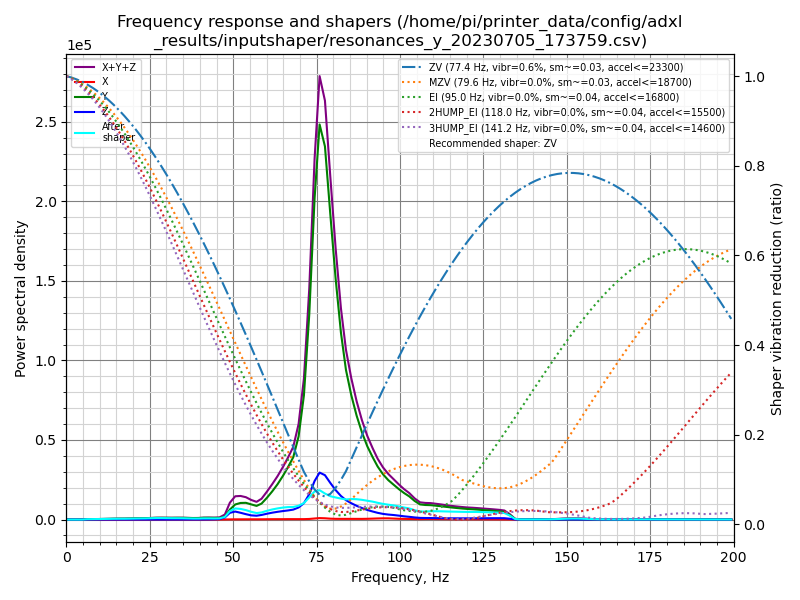 Frequency response and shapers (/home/pi/printer_data/config/adxl
_results/inputshaper/resonances_y_20230705_173759.csv)
1e5
X+Y+Z
X
Y
Z
After
shaper
ZV (77.4 Hz, vibr=0.6%, sm~=0.03, accel<=23300)
MZV (79.6 Hz, vibr=0.0%, sm~=0.03, accel<=18700)
EI (95.0 Hz, vibr=0.0%, sm~=0.04, accel<=16800)
2HUMP_EI (118.0 Hz, vibr=0.0%, sm~=0.04, accel<=15500)
3HUMP_EI (141.2 Hz, vibr=0.0%, sm~=0.04, accel<=14600)
Recommended shaper: ZV
Power spectral density
2.5
2.0
1.5
1.0
0.5
0.0
1.0
0.8
0.6
0.4
0.2
0.0
Shaper vibration reduction (ratio)
0 25 50 75 100 125 150 175 200
Frequency, Hz